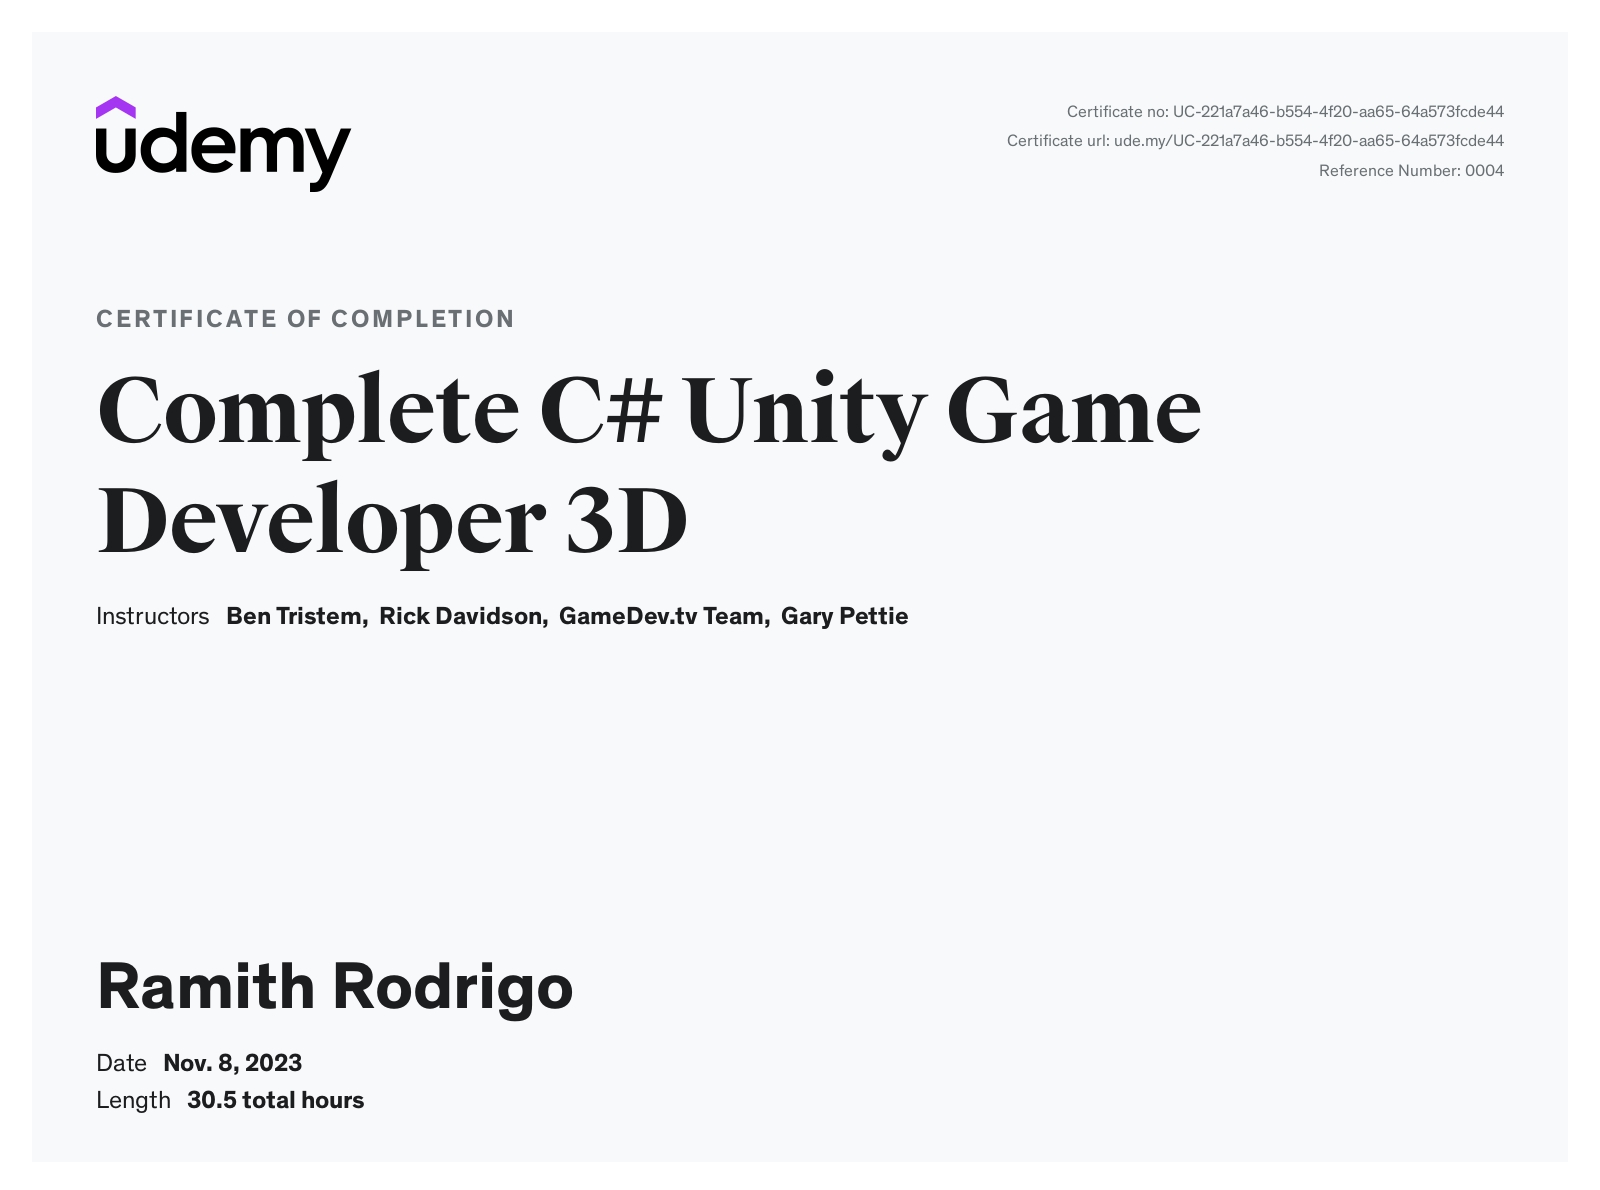 udemy
Certificate no: UC-221a7a46-b554-4f20-aa65-64a573fcde44
Certificate url: ude.my/UC-221a7a46-b554-4f20-aa65-64a573fcde44
Reference Number: 0004
CERTIFICATE OF COMPLETION
Complete C# Unity Game
Developer 3D
Instructors Ben Tristem, Rick Davidson, GameDev.tv Team, Gary Pettie
Ramith Rodrigo
Date Nov. 8, 2023
Length 30.5 total hours